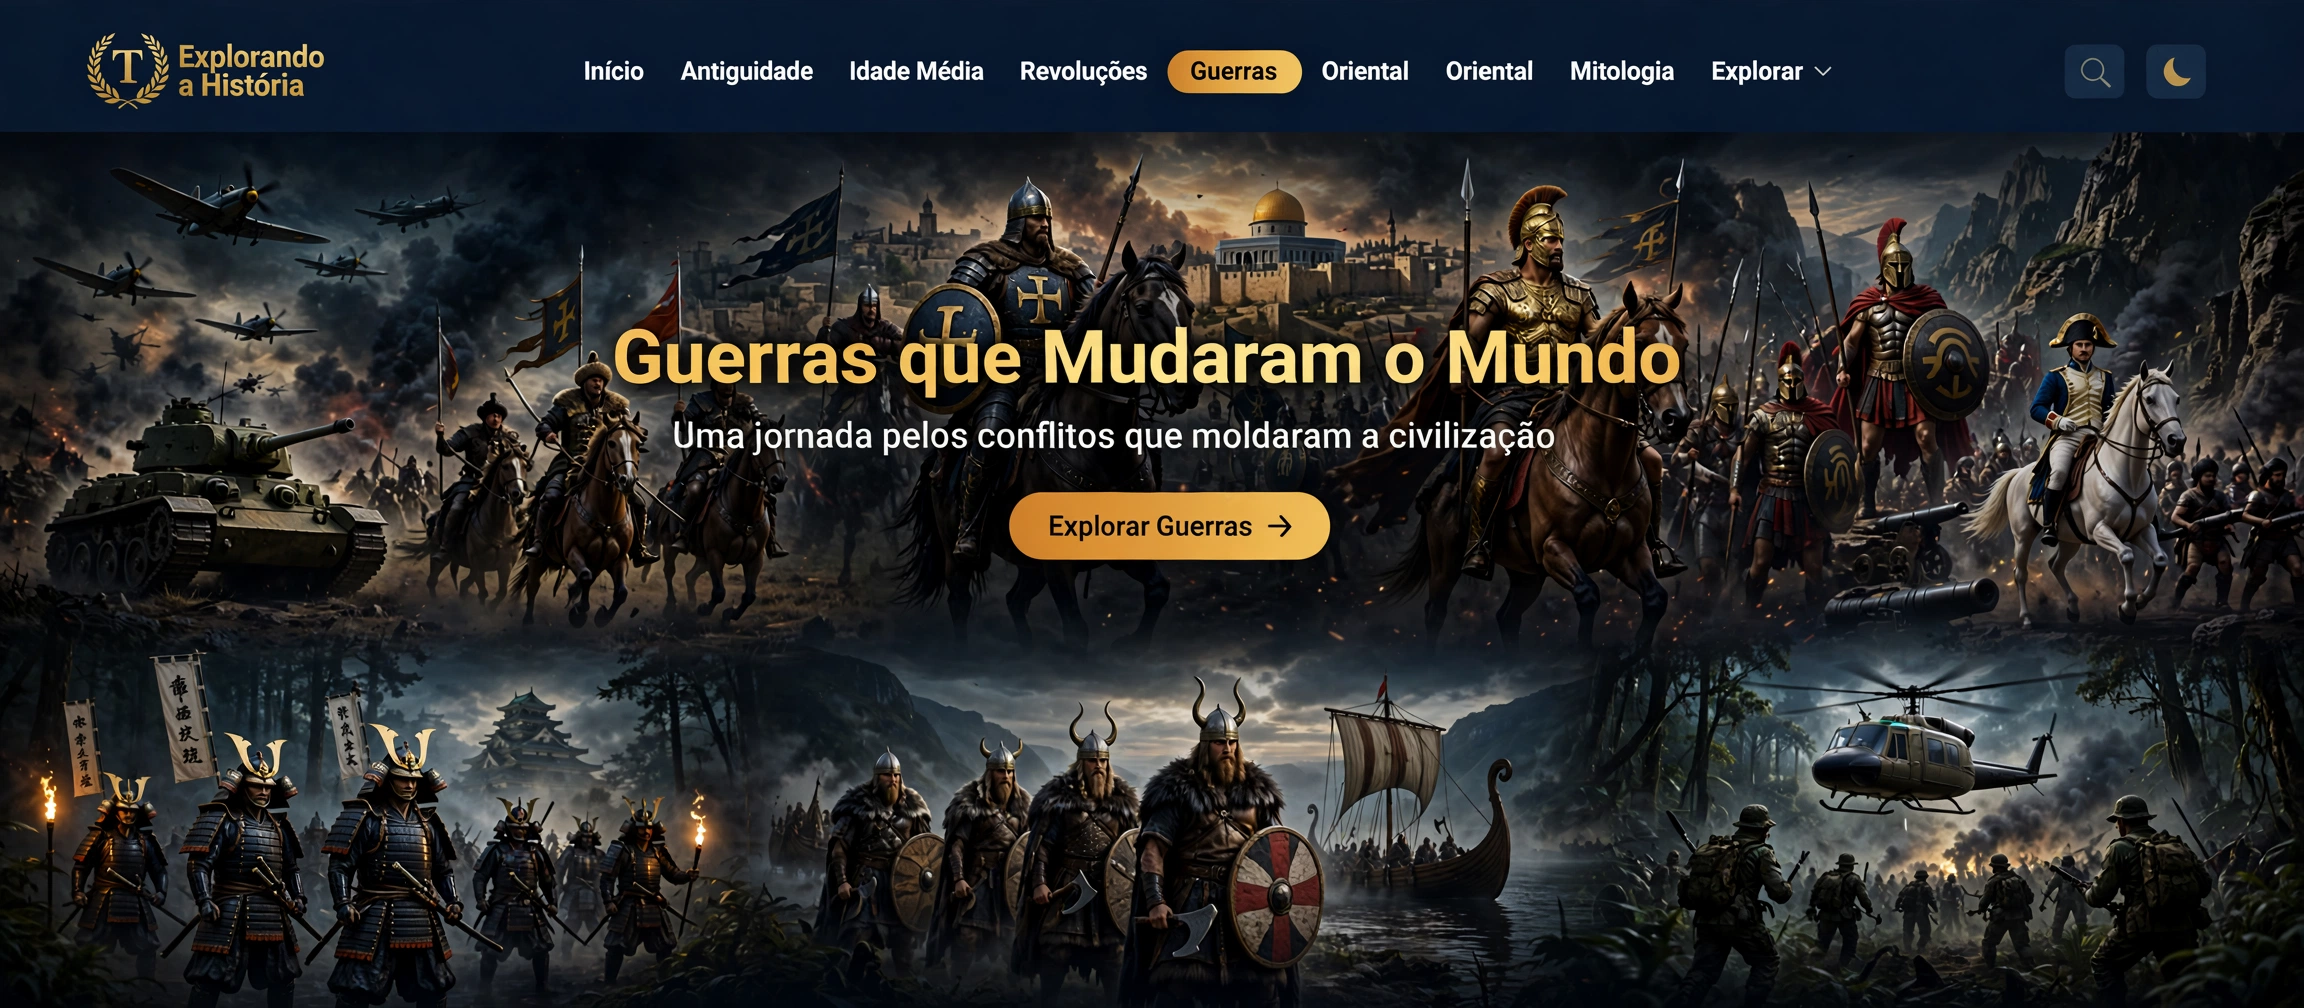 T
Explorando
a História
Início Antiguidade Idade Média Revoluções Guerras Oriental Oriental Mitologia Explorar
Guerras que Mudaram o Mundo
Uma jornada pelos conflitos que moldaram a civilização
Explorar Guerras →